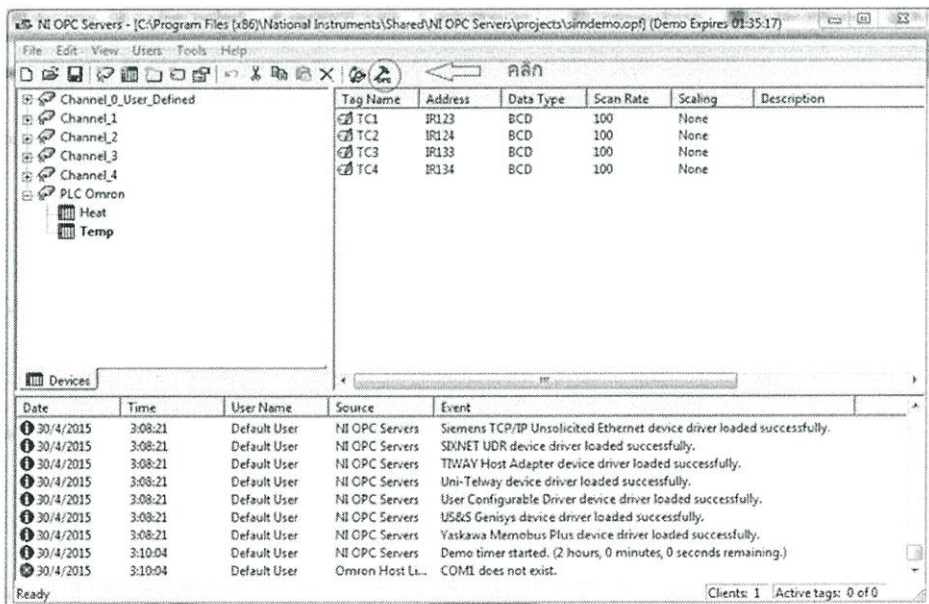 NI OPC Servers - [C:\Program Files (x86)\National Instruments\Shared\NI OPC Servers\projects\simdemo.opf] (Demo Expires 01:35:17)
File Edit View Users Tools Help
คลิก
Channel_0_User_Defined
Channel_1
Channel_2
Channel_3
Channel_4
PLC Omron
Heat
Temp
Devices
Tag Name Address Data Type Scan Rate Scaling Description
TC1 IR123 BCD 100 None
TC2 IR124 BCD 100 None
TC3 IR133 BCD 100 None
TC4 IR134 BCD 100 None
Date Time User Name Source Event
30/4/2015 3:08:21 Default User NI OPC Servers Siemens TCP/IP Unsolicited Ethernet device driver loaded successfully.
30/4/2015 3:08:21 Default User NI OPC Servers SIXNET UDR device driver loaded successfully.
30/4/2015 3:08:21 Default User NI OPC Servers TIWAY Host Adapter device driver loaded successfully.
30/4/2015 3:08:21 Default User NI OPC Servers Uni-Telway device driver loaded successfully.
30/4/2015 3:08:21 Default User NI OPC Servers User Configurable Driver device driver loaded successfully.
30/4/2015 3:08:21 Default User NI OPC Servers US&S Genisys device driver loaded successfully.
30/4/2015 3:08:21 Default User NI OPC Servers Yaskawa Memobus Plus device driver loaded successfully.
30/4/2015 3:10:04 Default User NI OPC Servers Demo timer started. (2 hours, 0 minutes, 0 seconds remaining.)
30/4/2015 3:10:04 Default User Omron Host Li... COM1 does not exist.
Ready Clients: 1 Active tags: 0 of 0